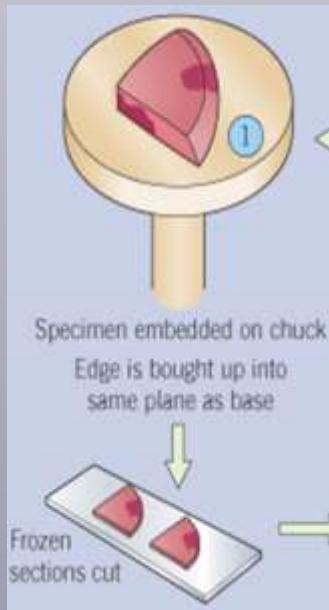 1
Specimen embedded on chuck
Edge is bought up into
same plane as base
Frozen
sections cut